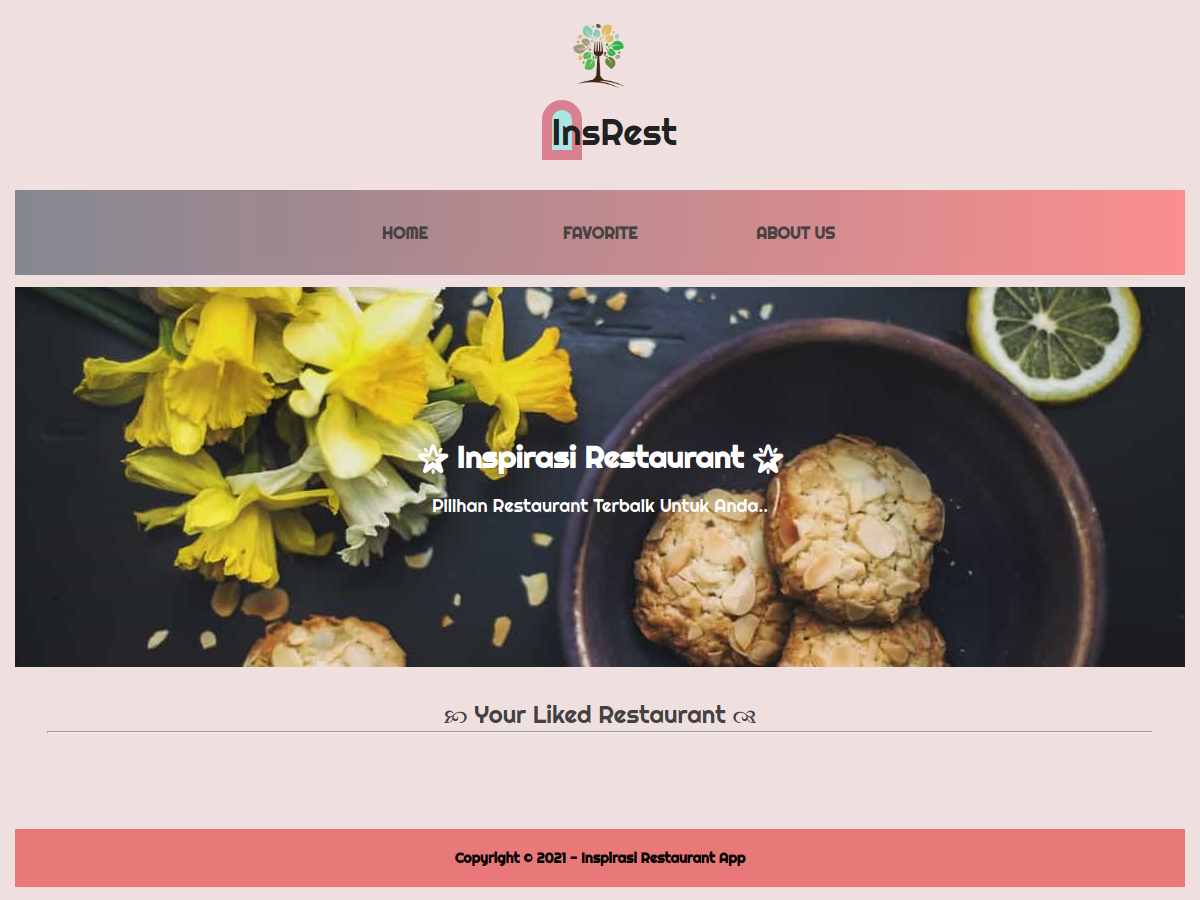 InsRest
HOME FAVORITE ABOUT US
🌟 Inspirasi Restaurant 🌟
Pilihan Restaurant Terbaik Untuk Anda..
ঌ Your Liked Restaurant ও
Copyright © 2021 - Inspirasi Restaurant App